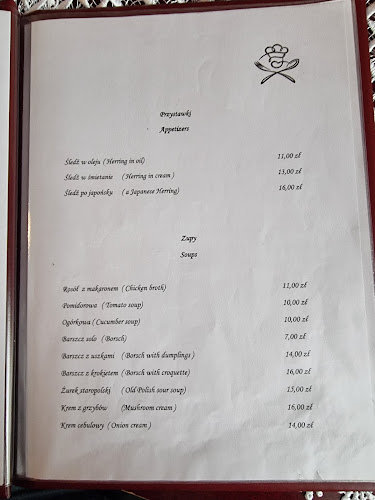 Przystawki
Appetizers
Śledź w oleju ( Herring in oil) 11,00 zł
Śledź w śmietanie ( Herring in cream ) 13,00 zł
Śledź po japońsku ( a Japanese Herring) 16,00 zł
Zupy
Soups
Rosół z makaronem ( Chicken broth) 11,00 zł
Pomidorowa ( Tomato soup) 10,00 zł
Ogórkowa ( Cucumber soup) 10,00 zł
Barszcz solo ( Borsch) 7,00 zł
Barszcz z uszkami ( Borsch with dumplings ) 14,00 zł
Barszcz z krokjetem ( Borsch with croquette) 16,00 zł
Żurek staropolski ( Old Polish sour soup) 15,00 zł
Krem z grzybów (Mushroom cream ) 16,00 zł
Krem cebulowy ( Onion cream ) 14,00 zł